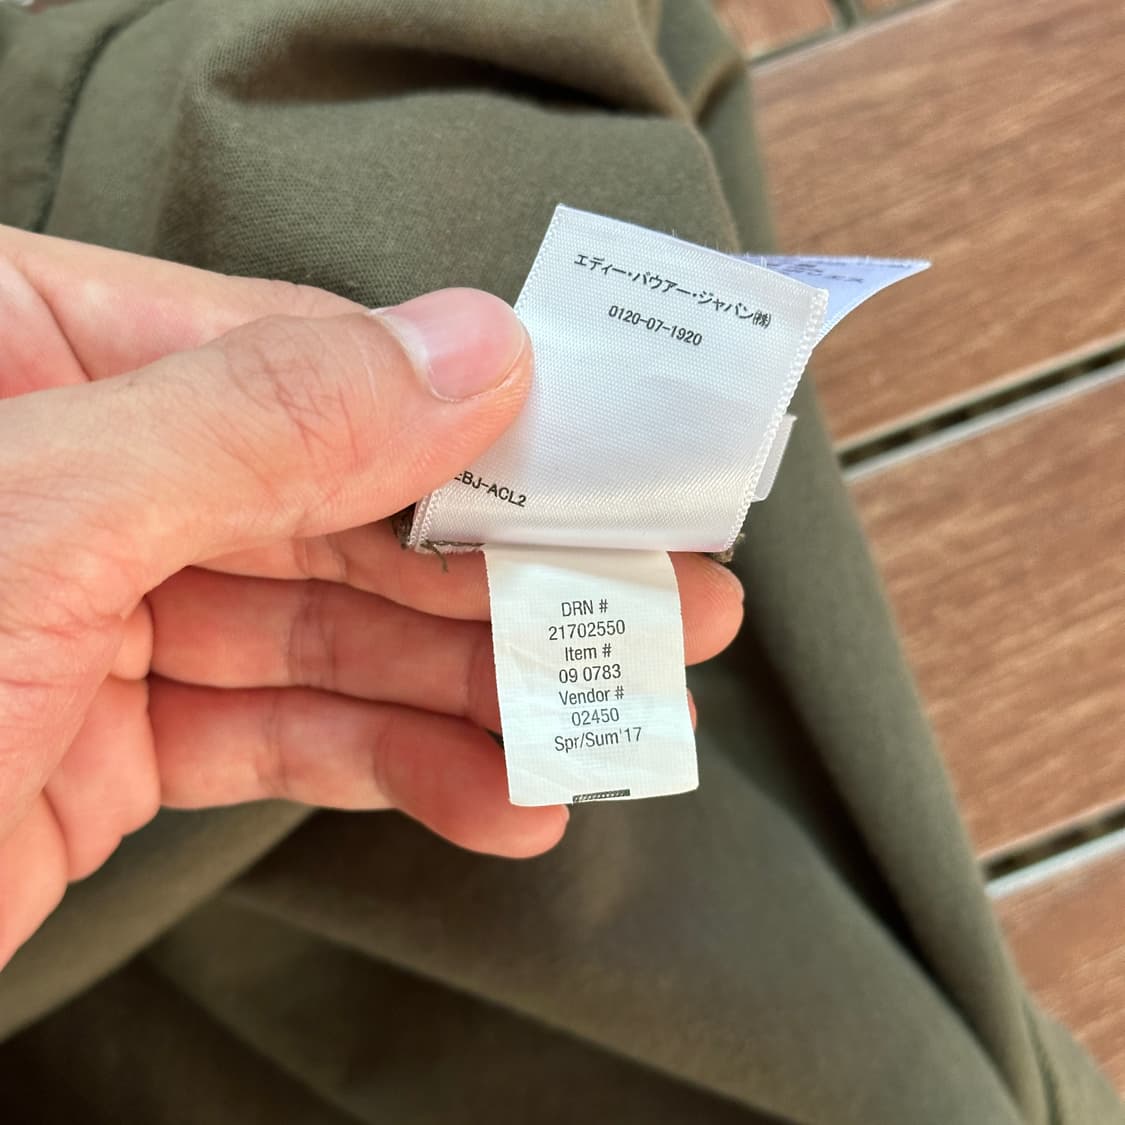 エディー・バウアー・ジャパン㈱
0120-07-1920
EBJ-ACL2
DRN #
21702550
Item #
09 0783
Vendor #
02450
Spr/Sum'17